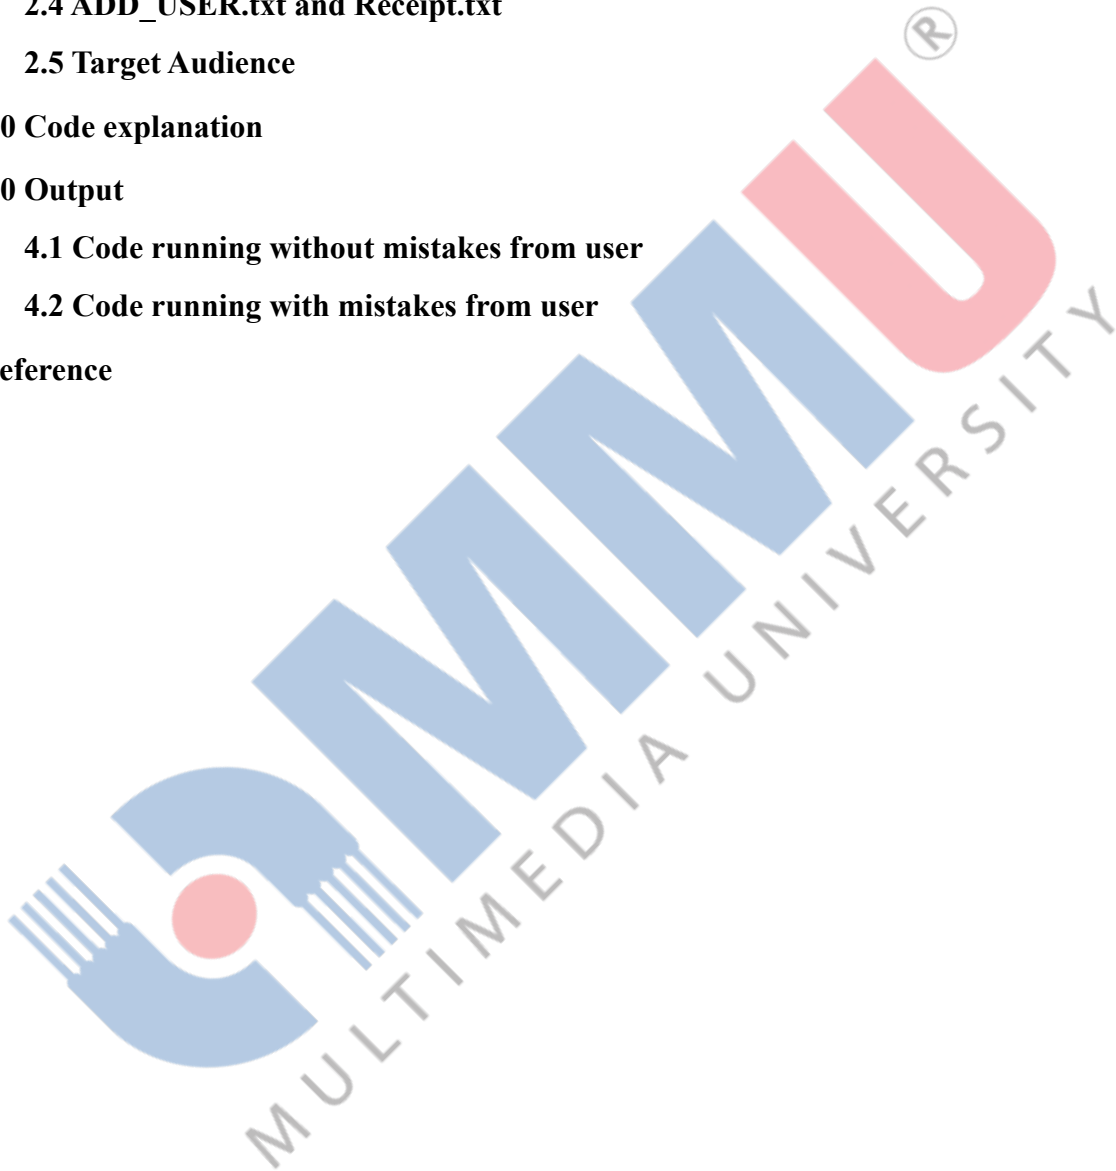 2.4 ADD_USER.txt and Receipt.txt
2.5 Target Audience
0 Code explanation
0 Output
4.1 Code running without mistakes from user
4.2 Code running with mistakes from user
eference
MMU
®
MULTIMEDIA UNIVERSITY